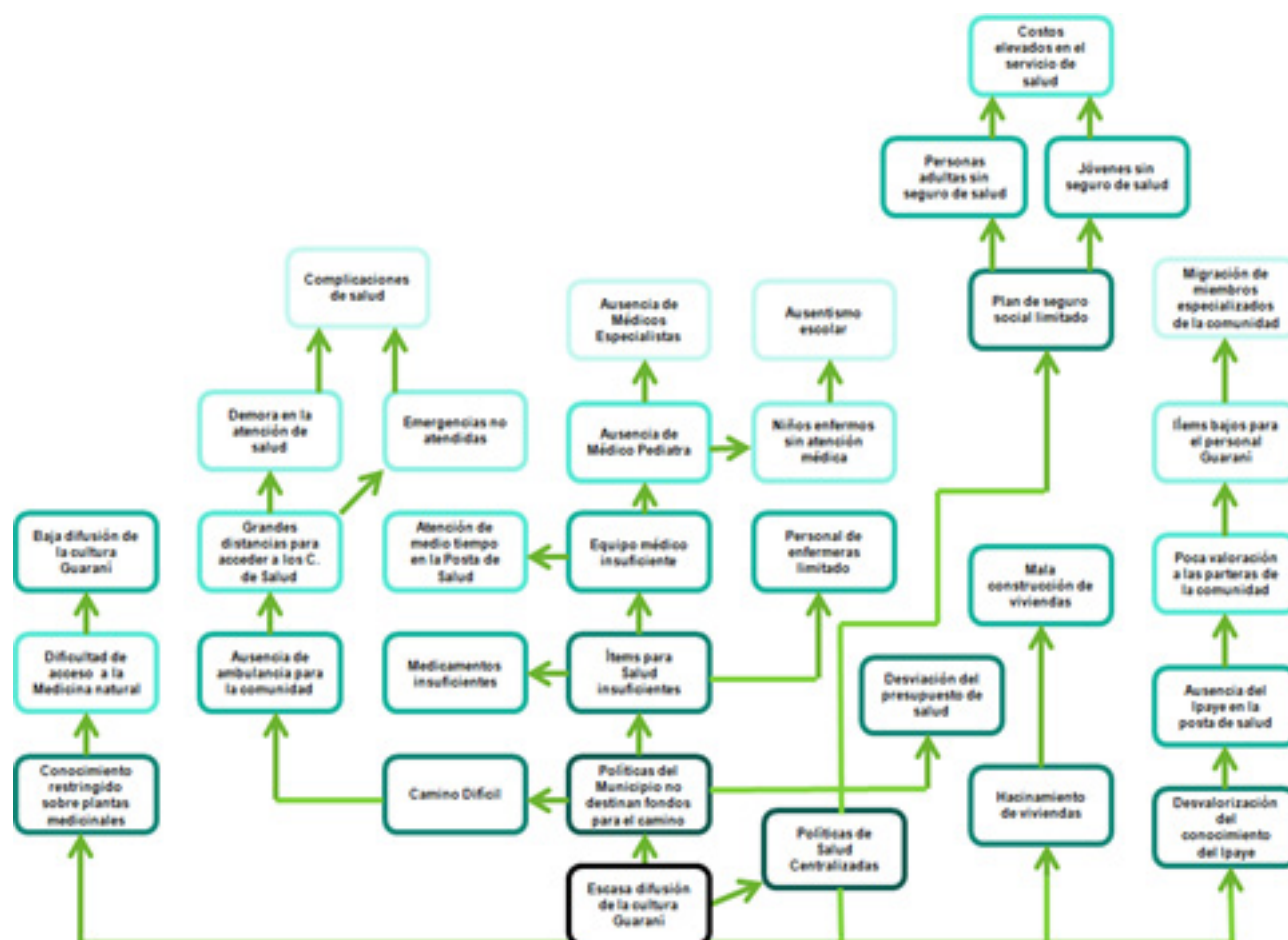 Costos
elevados en el
servicio de
salud
Personas
adultas sin
seguro de salud
Jóvenes sin
seguro de salud
Complicaciones
de salud
Ausencia de
Médicos
Especialistas
Ausentismo
escolar
Plan de seguro
social limitado
Migración de
miembros
especializados
de la comunidad
Demora en la
atención de
salud
Emergencias no
atendidas
Ausencia de
Médico Pediatra
Niños enfermos
sin atención
médica
Ítems bajos para
el personal
Guaraní
Baja difusión de
la cultura
Guaraní
Grandes
distancias para
acceder a los C.
de Salud
Atención de
medio tiempo
en la Posta de
Salud
Equipo médico
insuficiente
Personal de
enfermeras
limitado
Mala
construcción de
viviendas
Poca valoración
a las parteras de
la comunidad
Dificultad de
acceso a la
Medicina natural
Ausencia de
ambulancia para
la comunidad
Medicamentos
insuficientes
Ítems para
Salud
insuficientes
Desviación del
presupuesto de
salud
Ausencia del
Ipaye en la
posta de salud
Conocimiento
restringido
sobre plantas
medicinales
Camino Difícil
Políticas del
Municipio no
destinan fondos
para el camino
Hacinamiento
de viviendas
Desvalorización
del
conocimiento
del Ipaye
Políticas de
Salud
Centralizadas
Escasa difusión
de la cultura
Guaraní